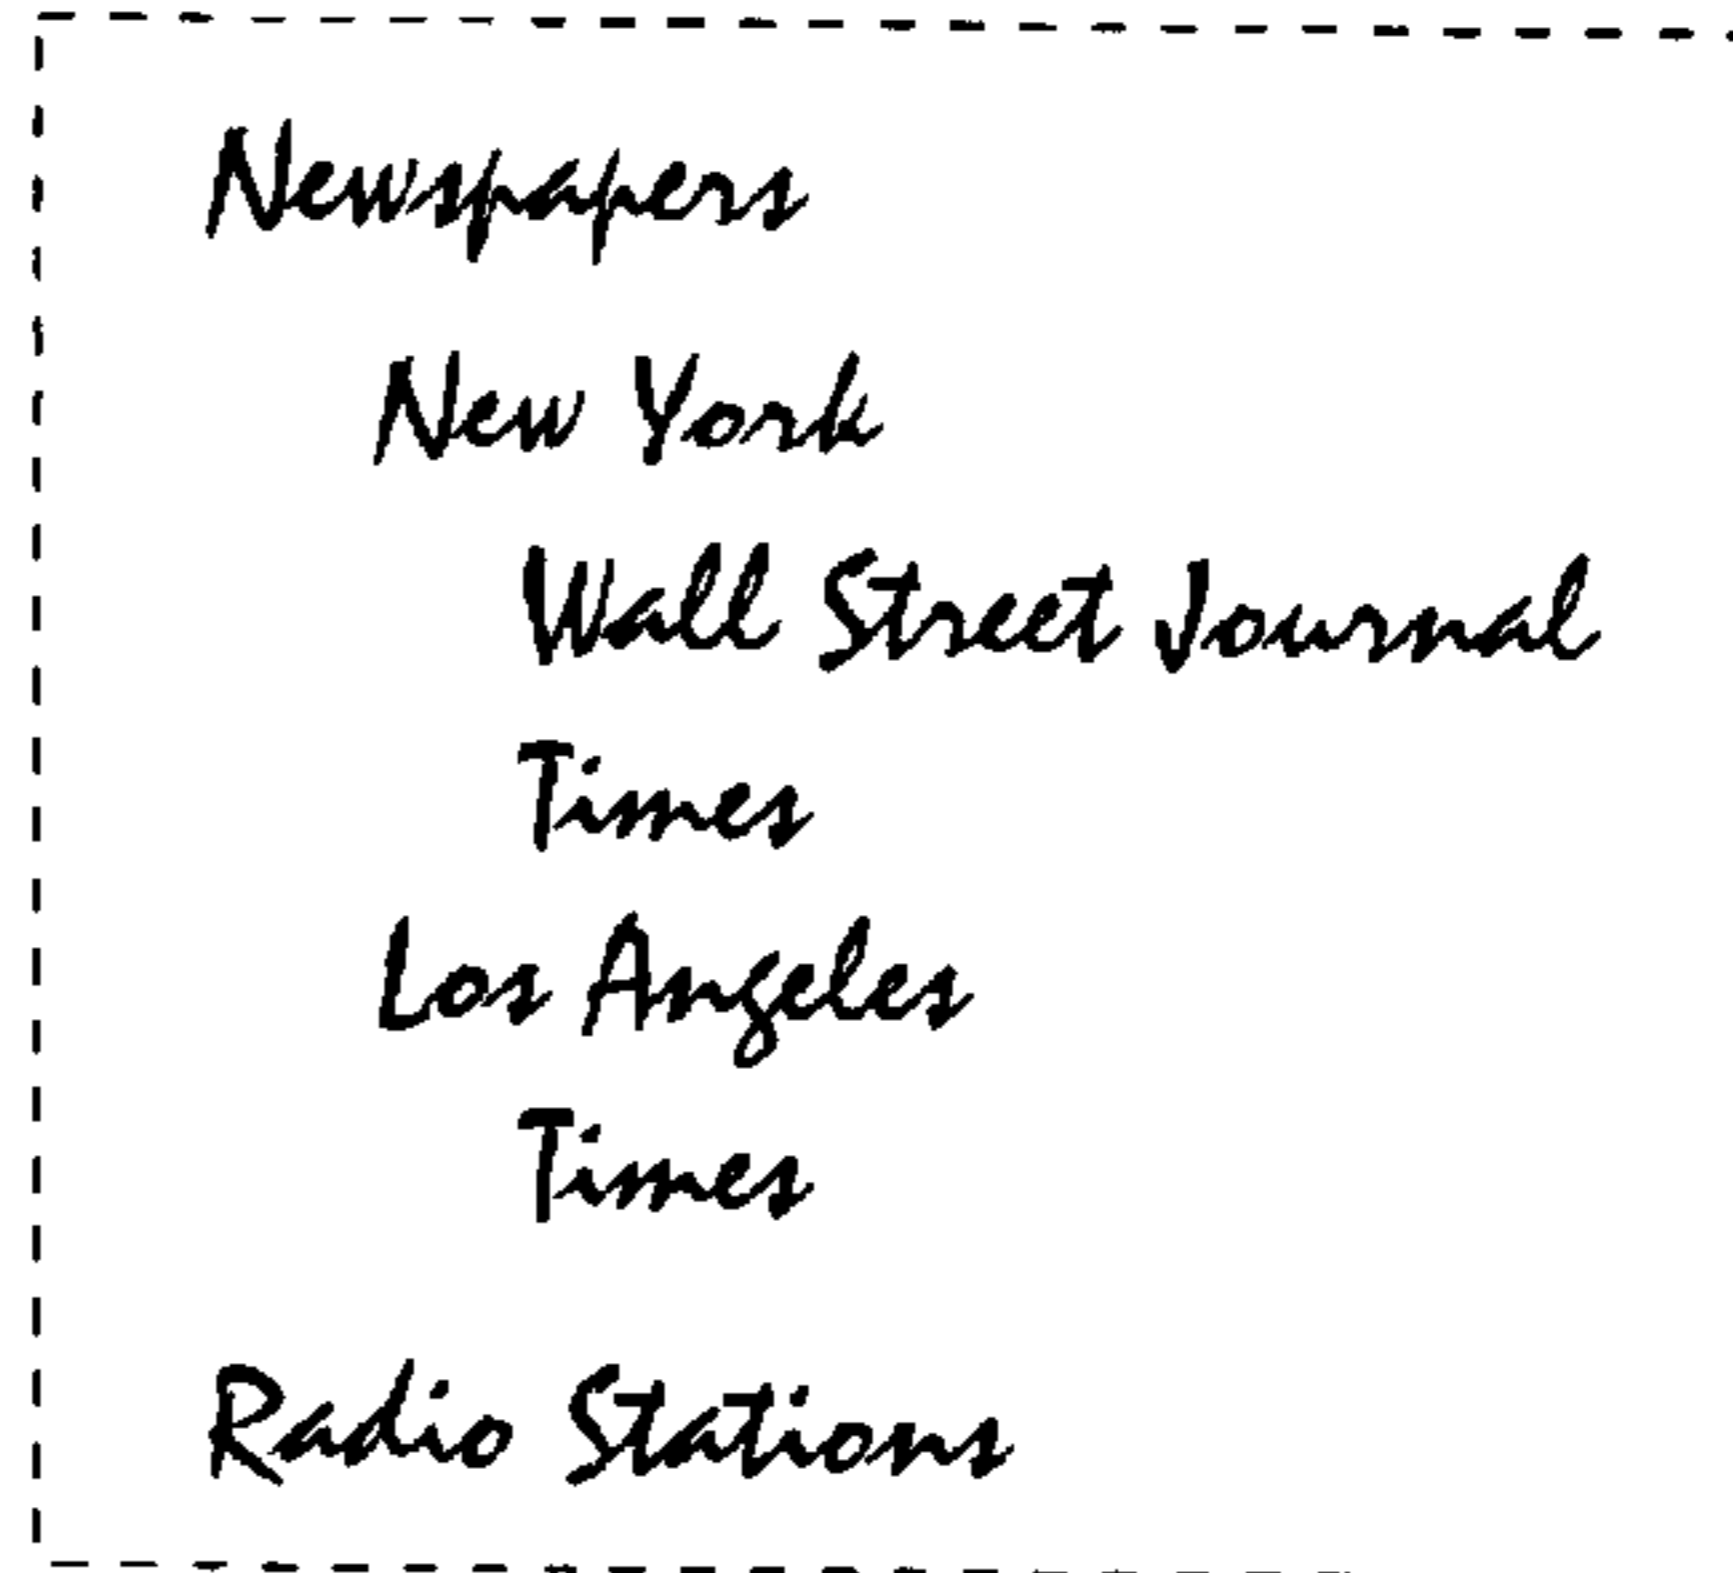 Newspapers
New York
Wall Street Journal
Times
Los Angeles
Times
Radio Stations